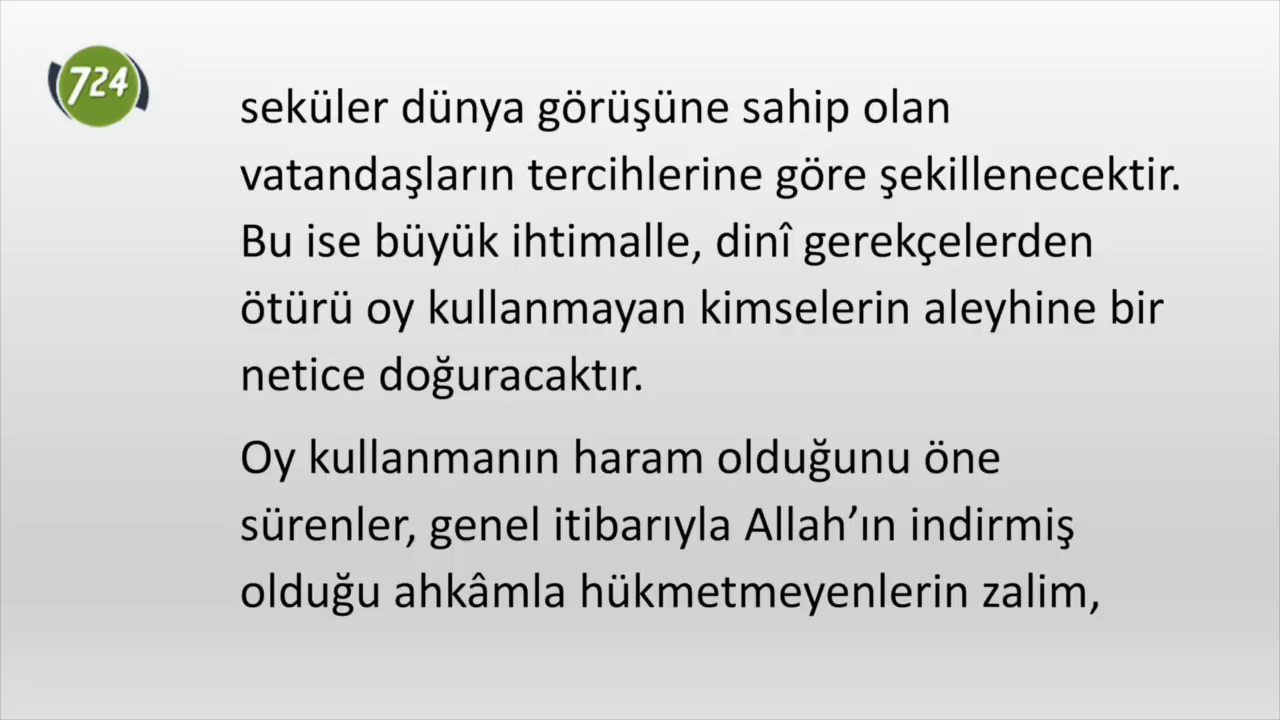 724
seküler dünya görüşüne sahip olan
vatandaşların tercihlerine göre şekillenecektir.
Bu ise büyük ihtimalle, dinî gerekçelerden
ötürü oy kullanmayan kimselerin aleyhine bir
netice doğuracaktır.
Oy kullanmanın haram olduğunu öne
sürenler, genel itibarıyla Allah’ın indirmiş
olduğu ahkâmla hükmetmeyenlerin zalim,